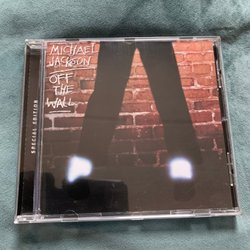 MICHAEL
JACKSON
OFF
THE
WALL
SPECIAL EDITION